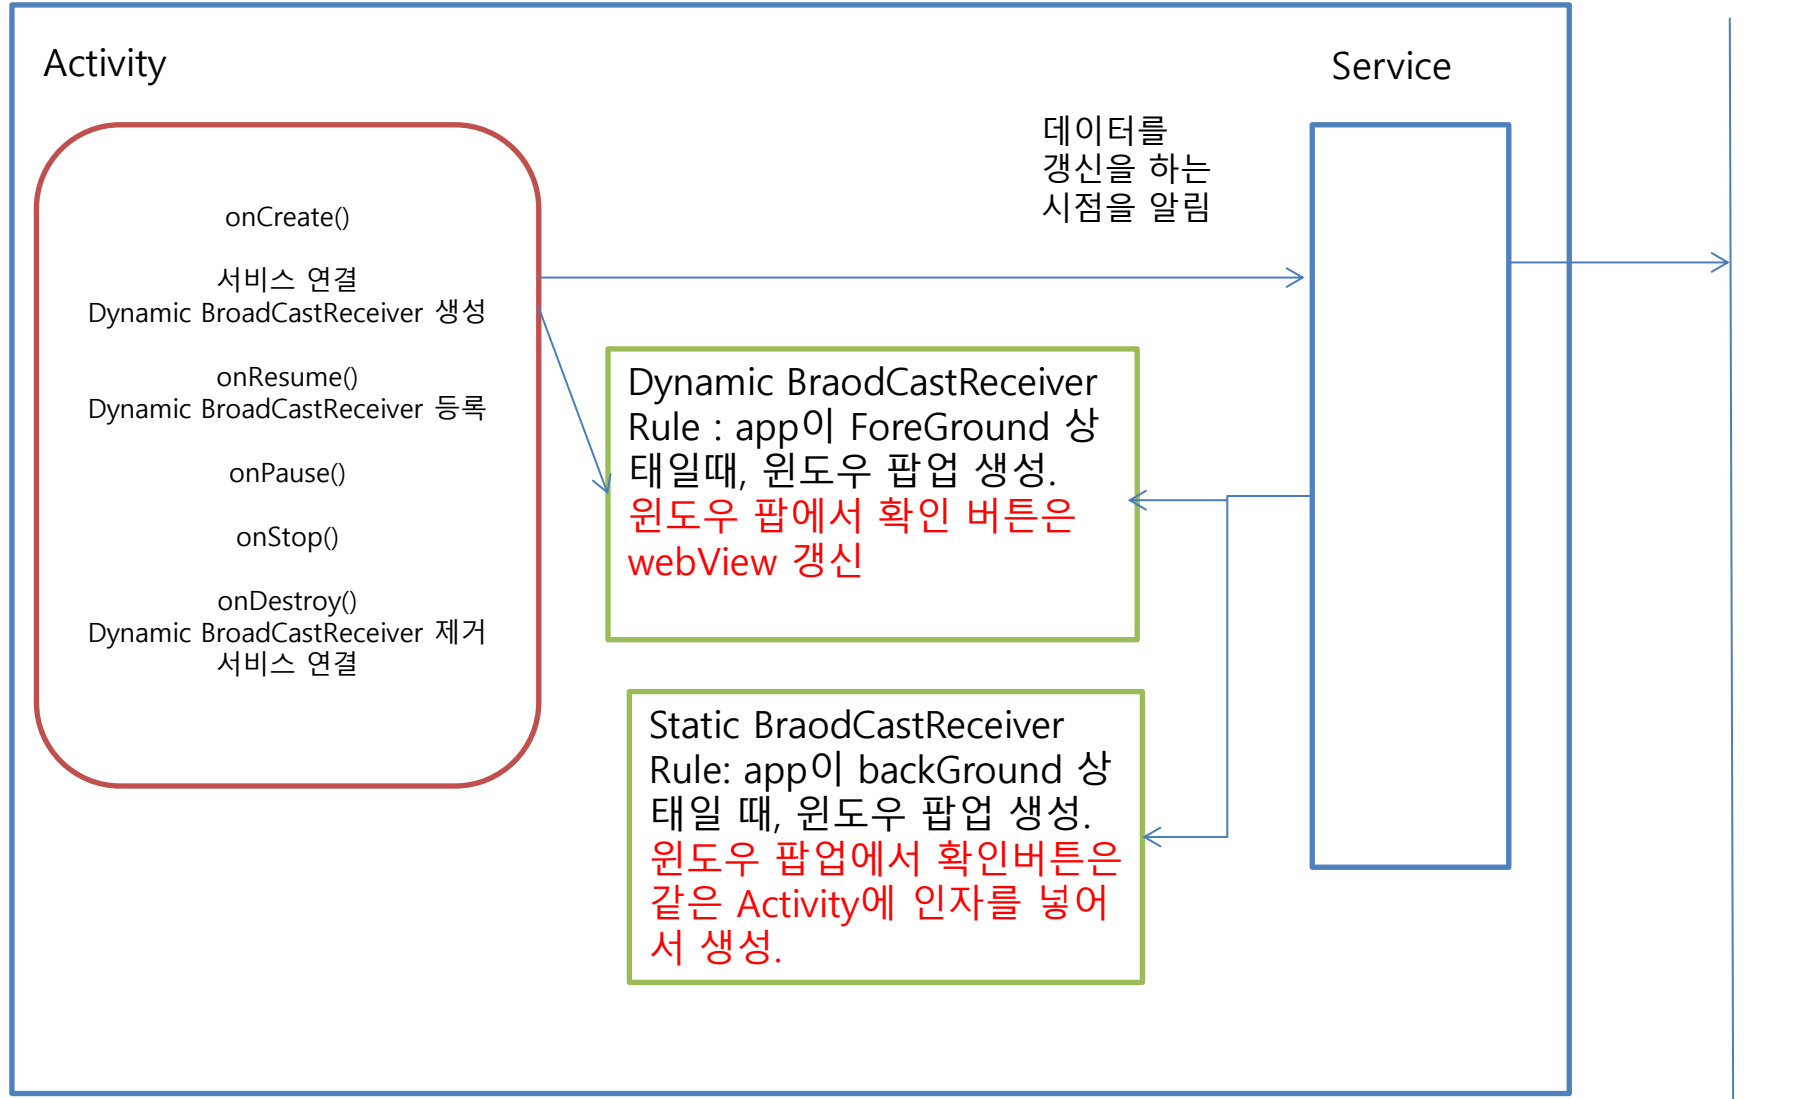 Activity
Service
데이터를
갱신을 하는
시점을 알림
onCreate()
서비스 연결
Dynamic BroadCastReceiver 생성
onResume()
Dynamic BroadCastReceiver 등록
onPause()
onStop()
onDestroy()
Dynamic BroadCastReceiver 제거
서비스 연결
Dynamic BraodCastReceiver
Rule : app이 ForeGround 상
태일때, 윈도우 팝업 생성.
윈도우 팝에서 확인 버튼은
webView 갱신
Static BraodCastReceiver
Rule: app이 backGround 상
태일 때, 윈도우 팝업 생성.
윈도우 팝업에서 확인버튼은
같은 Activity에 인자를 넣어
서 생성.